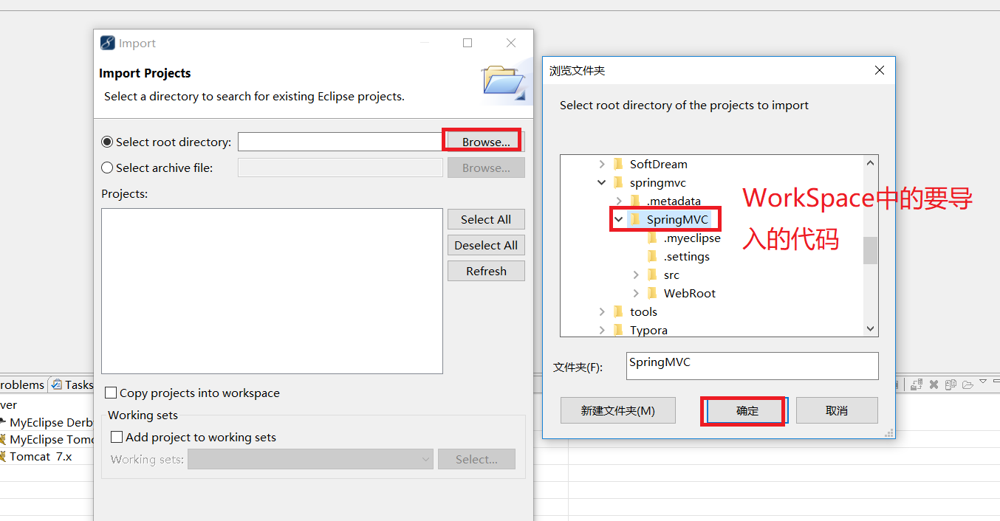 Import
Import Projects
Select a directory to search for existing Eclipse projects.
Select root directory:
Browse...
Select archive file:
Browse...
Projects:
Select All
Deselect All
Refresh
Copy projects into workspace
Working sets
Add project to working sets
Working sets:
Select...
浏览文件夹
Select root directory of the projects to import
SoftDream
springmvc
.metadata
SpringMVC
.myeclipse
.settings
src
WebRoot
tools
Typora
文件夹(F):
SpringMVC
新建文件夹(M)
确定
取消
WorkSpace中的要导
入的代码
roblems
Tasks
ver
MyEclipse Derb
MyEclipse Tomc
Tomcat 7.x